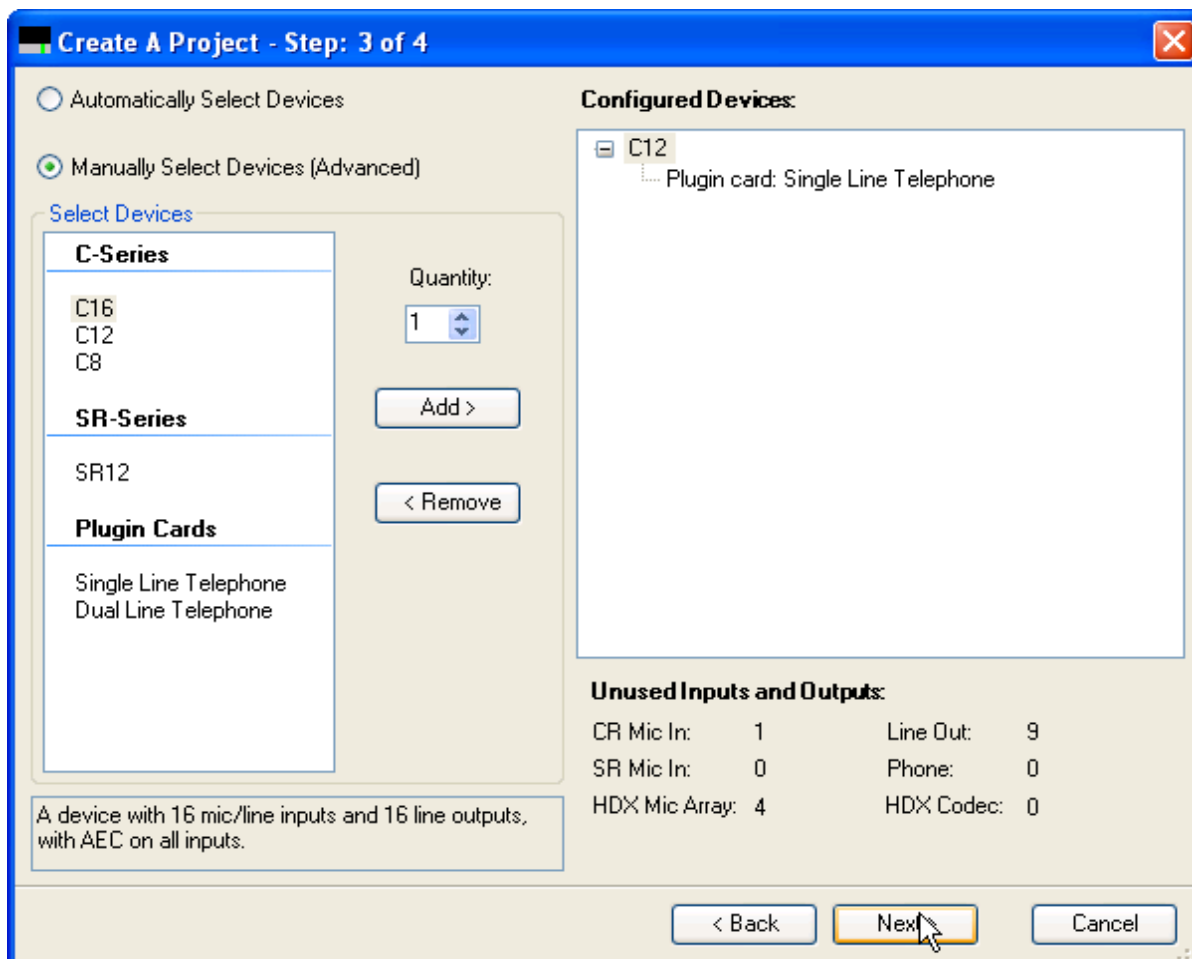 Create A Project - Step: 3 of 4
Automatically Select Devices
Manually Select Devices (Advanced)
Select Devices
C-Series
C16
C12
C8
SR-Series
SR12
Plugin Cards
Single Line Telephone
Dual Line Telephone
Quantity:
1
Add >
< Remove
A device with 16 mic/line inputs and 16 line outputs,
with AEC on all inputs.
Configured Devices:
C12
Plugin card: Single Line Telephone
Unused Inputs and Outputs:
CR Mic In: 1 Line Out: 9
SR Mic In: 0 Phone: 0
HDX Mic Array: 4 HDX Codec: 0
< Back Next > Cancel